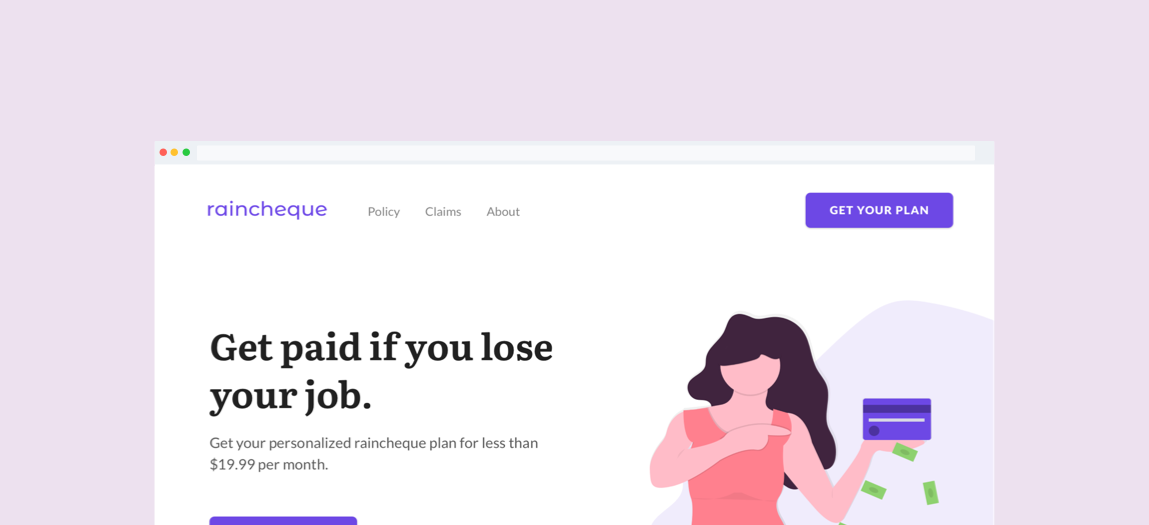 raincheque
Policy
Claims
About
GET YOUR PLAN
Get paid if you lose
your job.
Get your personalized raincheque plan for less than
$19.99 per month.